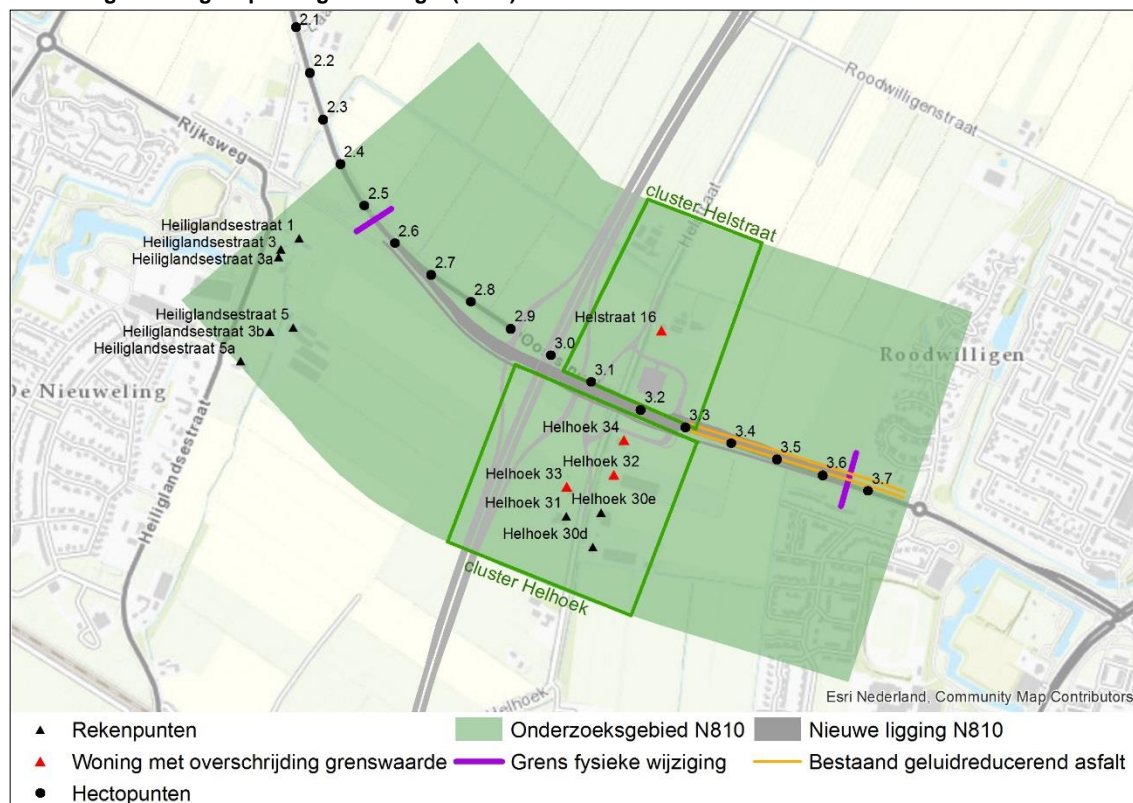 2.1
2.2
2.3
2.4
2.5
2.6
2.7
2.8
2.9
3.0
3.1
3.2
3.3
3.4
3.5
3.6
3.7
Rijksweg
Roodwilligenstraat
cluster Helstraat
Heiliglandsestraat 1
Heiliglandsestraat 3
Heiliglandsestraat 3a
Heiliglandsestraat 5
Heiliglandsestraat 3b
Heiliglandsestraat 5a
Helstraat 16
De Nieuweling
Roodwilligen
Heiliglandsestraat
Helhoek 34
Helhoek 32
Helhoek 33
Helhoek 30e
Helhoek 31
Helhoek 30d
cluster Helhoek
Helhoek
Esri Nederland, Community Map Contributors
Rekenpunten
Onderzoeksgebied N810
Nieuwe ligging N810
Woning met overschrijding grenswaarde
Grens fysieke wijziging
Bestaand geluidreducerend asfalt
Hectopunten